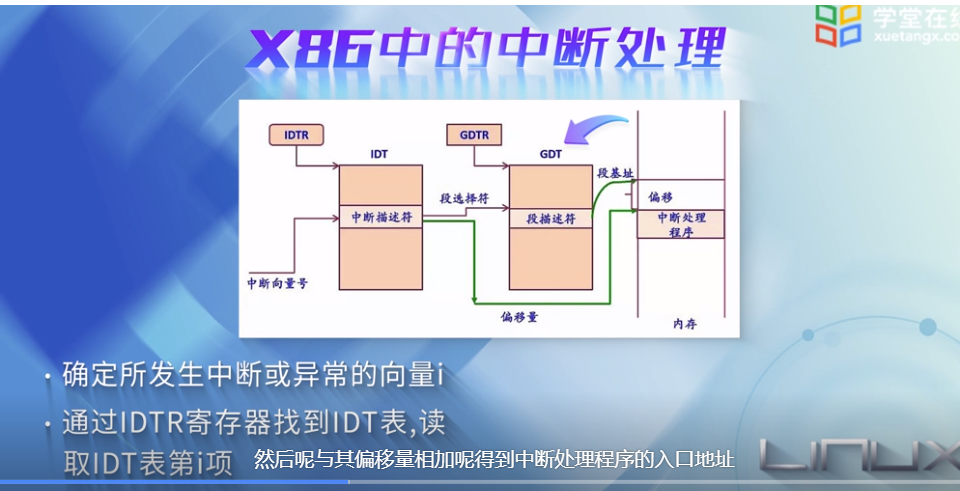 学堂在线
xuetangx.co
X86中的中断处理
IDTR
GDTR
IDT
GDT
段基址
段选择符
偏移
中断描述符
段描述符
中断处理
程序
中断向量号
偏移量
内存
· 确定所发生中断或异常的向量i
· 通过IDTR寄存器找到IDT表,读
取IDT表第i项
然后呢与其偏移量相加呢得到中断处理程序的入口地址
LINUX